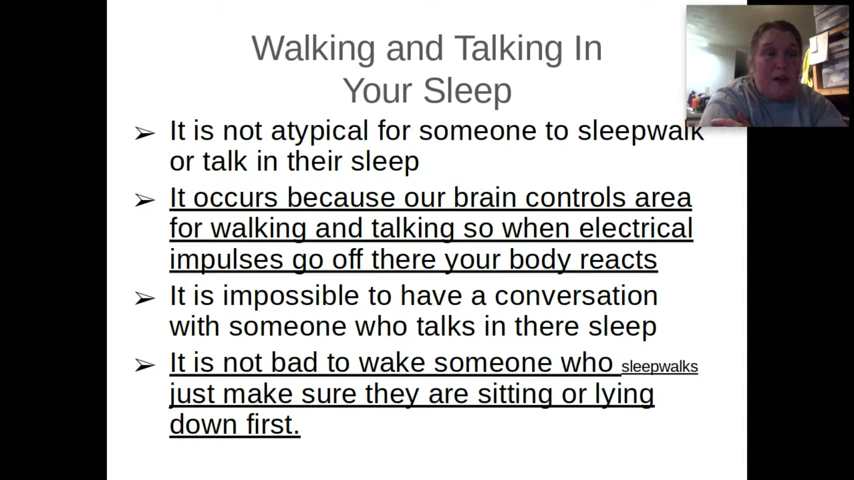 Walking and Talking In
Your Sleep
➢ It is not atypical for someone to sleepwalk
or talk in their sleep
➢ It occurs because our brain controls area
for walking and talking so when electrical
impulses go off there your body reacts
➢ It is impossible to have a conversation
with someone who talks in there sleep
➢ It is not bad to wake someone who sleepwalks
just make sure they are sitting or lying
down first.